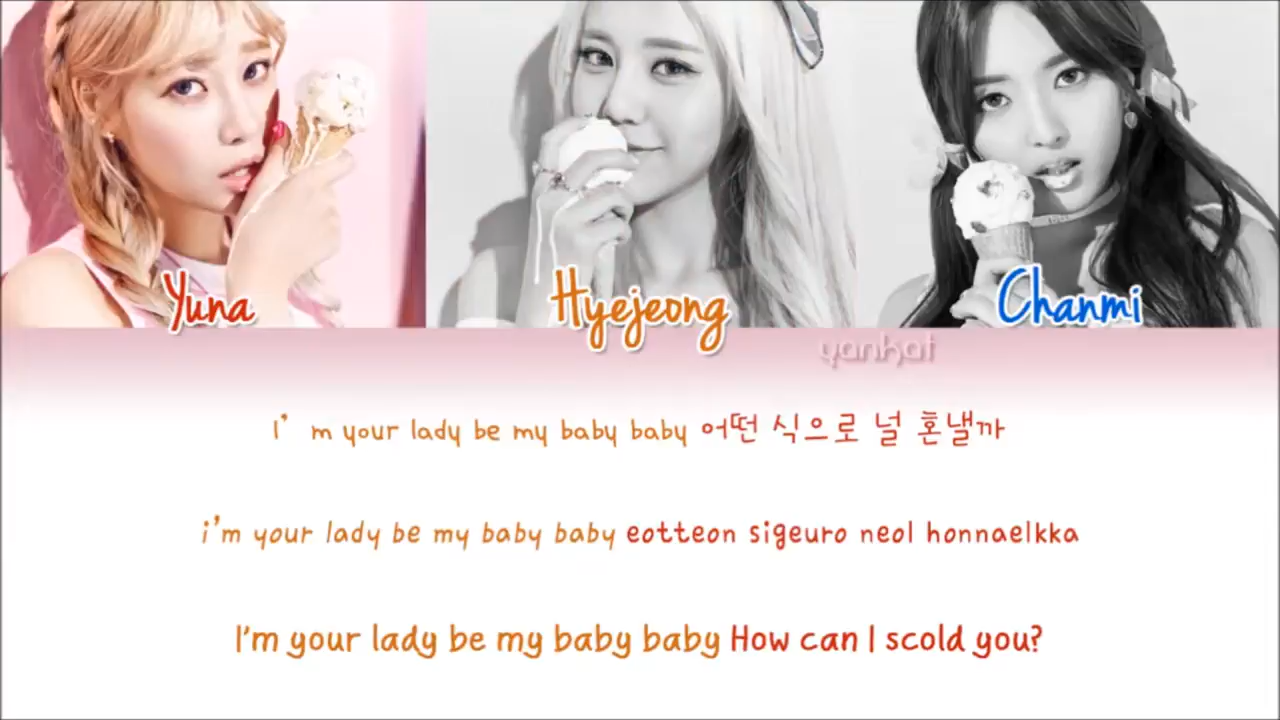 Yuna Hyejeong Chanmi
yankat
I’m your lady be my baby baby 어떤 식으로 널 혼낼까
i'm your lady be my baby baby eotteon sigeuro neol honnaelkka
I'm your lady be my baby baby How can I scold you?